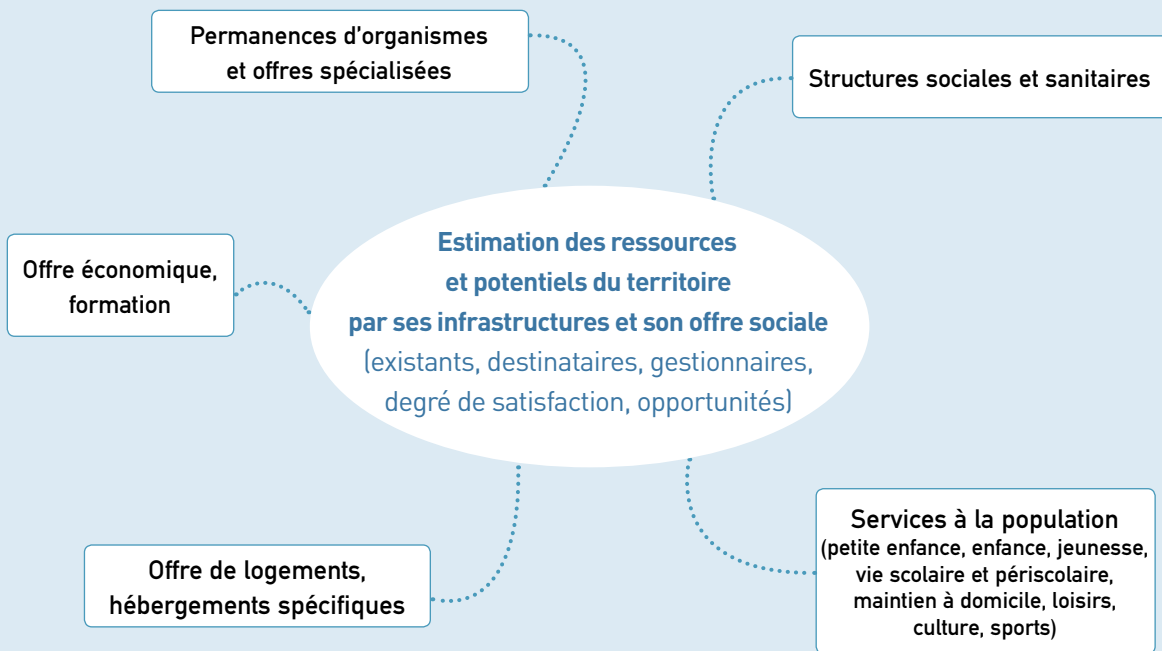 Permanences d'organismes
et offres spécialisées
Structures sociales et sanitaires
Estimation des ressources
et potentiels du territoire
par ses infrastructures et son offre sociale
(existants, destinataires, gestionnaires,
degré de satisfaction, opportunités)
Offre économique,
formation
Offre de logements,
hébergements spécifiques
Services à la population
(petite enfance, enfance, jeunesse,
vie scolaire et périscolaire,
maintien à domicile, loisirs,
culture, sports)